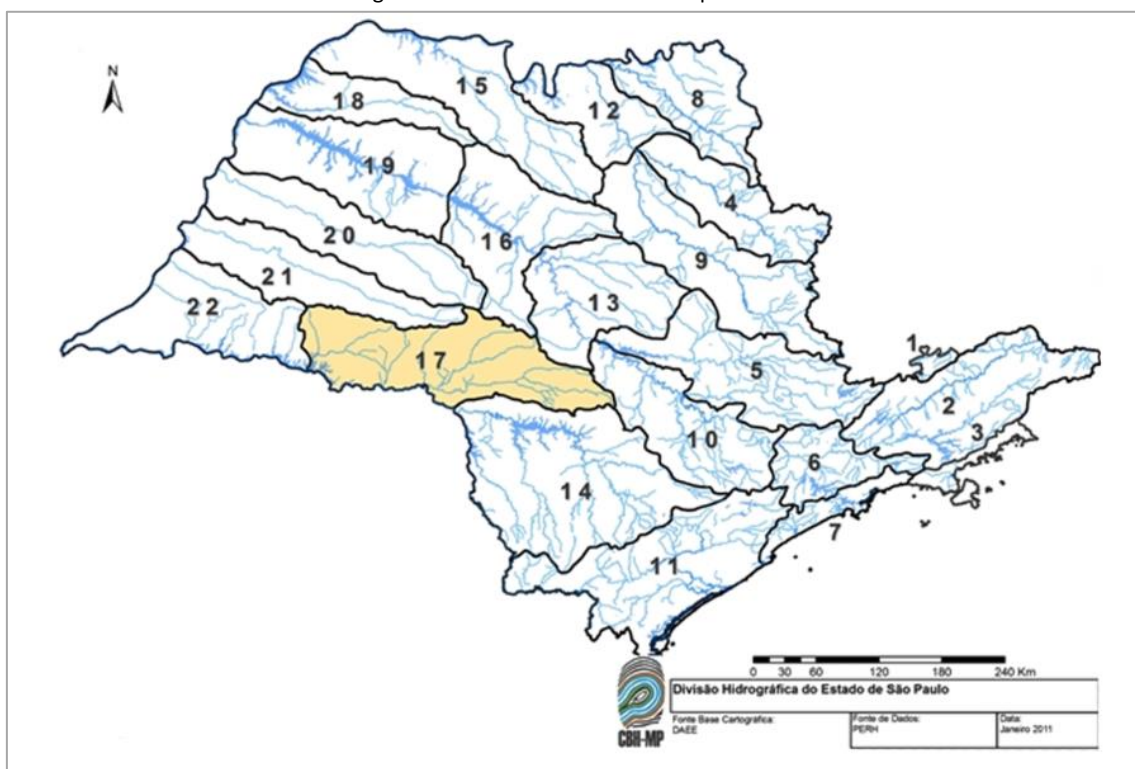 N
15
8
12
18
19
4
16
20
9
21
13
22
1
17
5
2
3
10
6
14
7
11
0 30 60 120 180 240 Km
Divisão Hidrográfica do Estado de São Paulo
Fonte Base Cartográfica:
DAEE
Fonte de Dados:
PERH
Data:
Janeiro 2011
CBH-MP